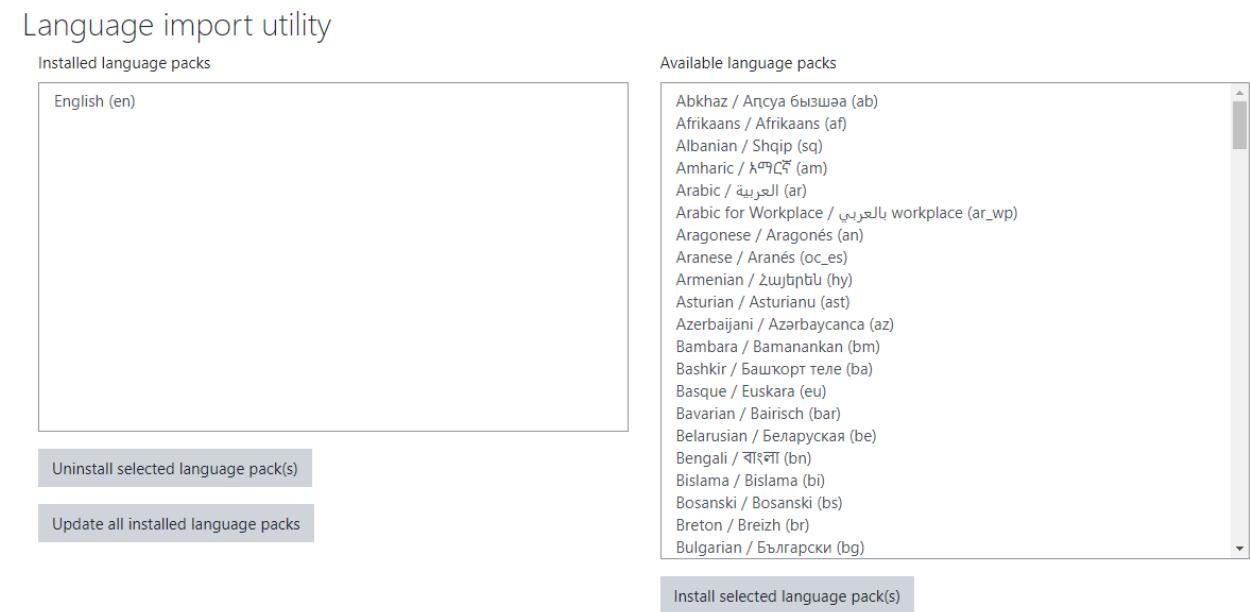 Language import utility
Installed language packs
English (en)
Uninstall selected language pack(s)
Update all installed language packs
Available language packs
Abkhaz / Аҧсуа бызшәа (ab)
Afrikaans / Afrikaans (af)
Albanian / Shqip (sq)
Amharic / አማርኛ (am)
Arabic / العربية (ar)
Arabic for Workplace / بالعربي workplace (ar_wp)
Aragonese / Aragonés (an)
Aranese / Aranés (oc_es)
Armenian / Հայերեն (hy)
Asturian / Asturianu (ast)
Azerbaijani / Azərbaycanca (az)
Bambara / Bamanankan (bm)
Bashkir / Башҡорт теле (ba)
Basque / Euskara (eu)
Bavarian / Bairisch (bar)
Belarusian / Беларуская (be)
Bengali / বাংলা (bn)
Bislama / Bislama (bi)
Bosanski / Bosanski (bs)
Breton / Breizh (br)
Bulgarian / Български (bg)
Install selected language pack(s)